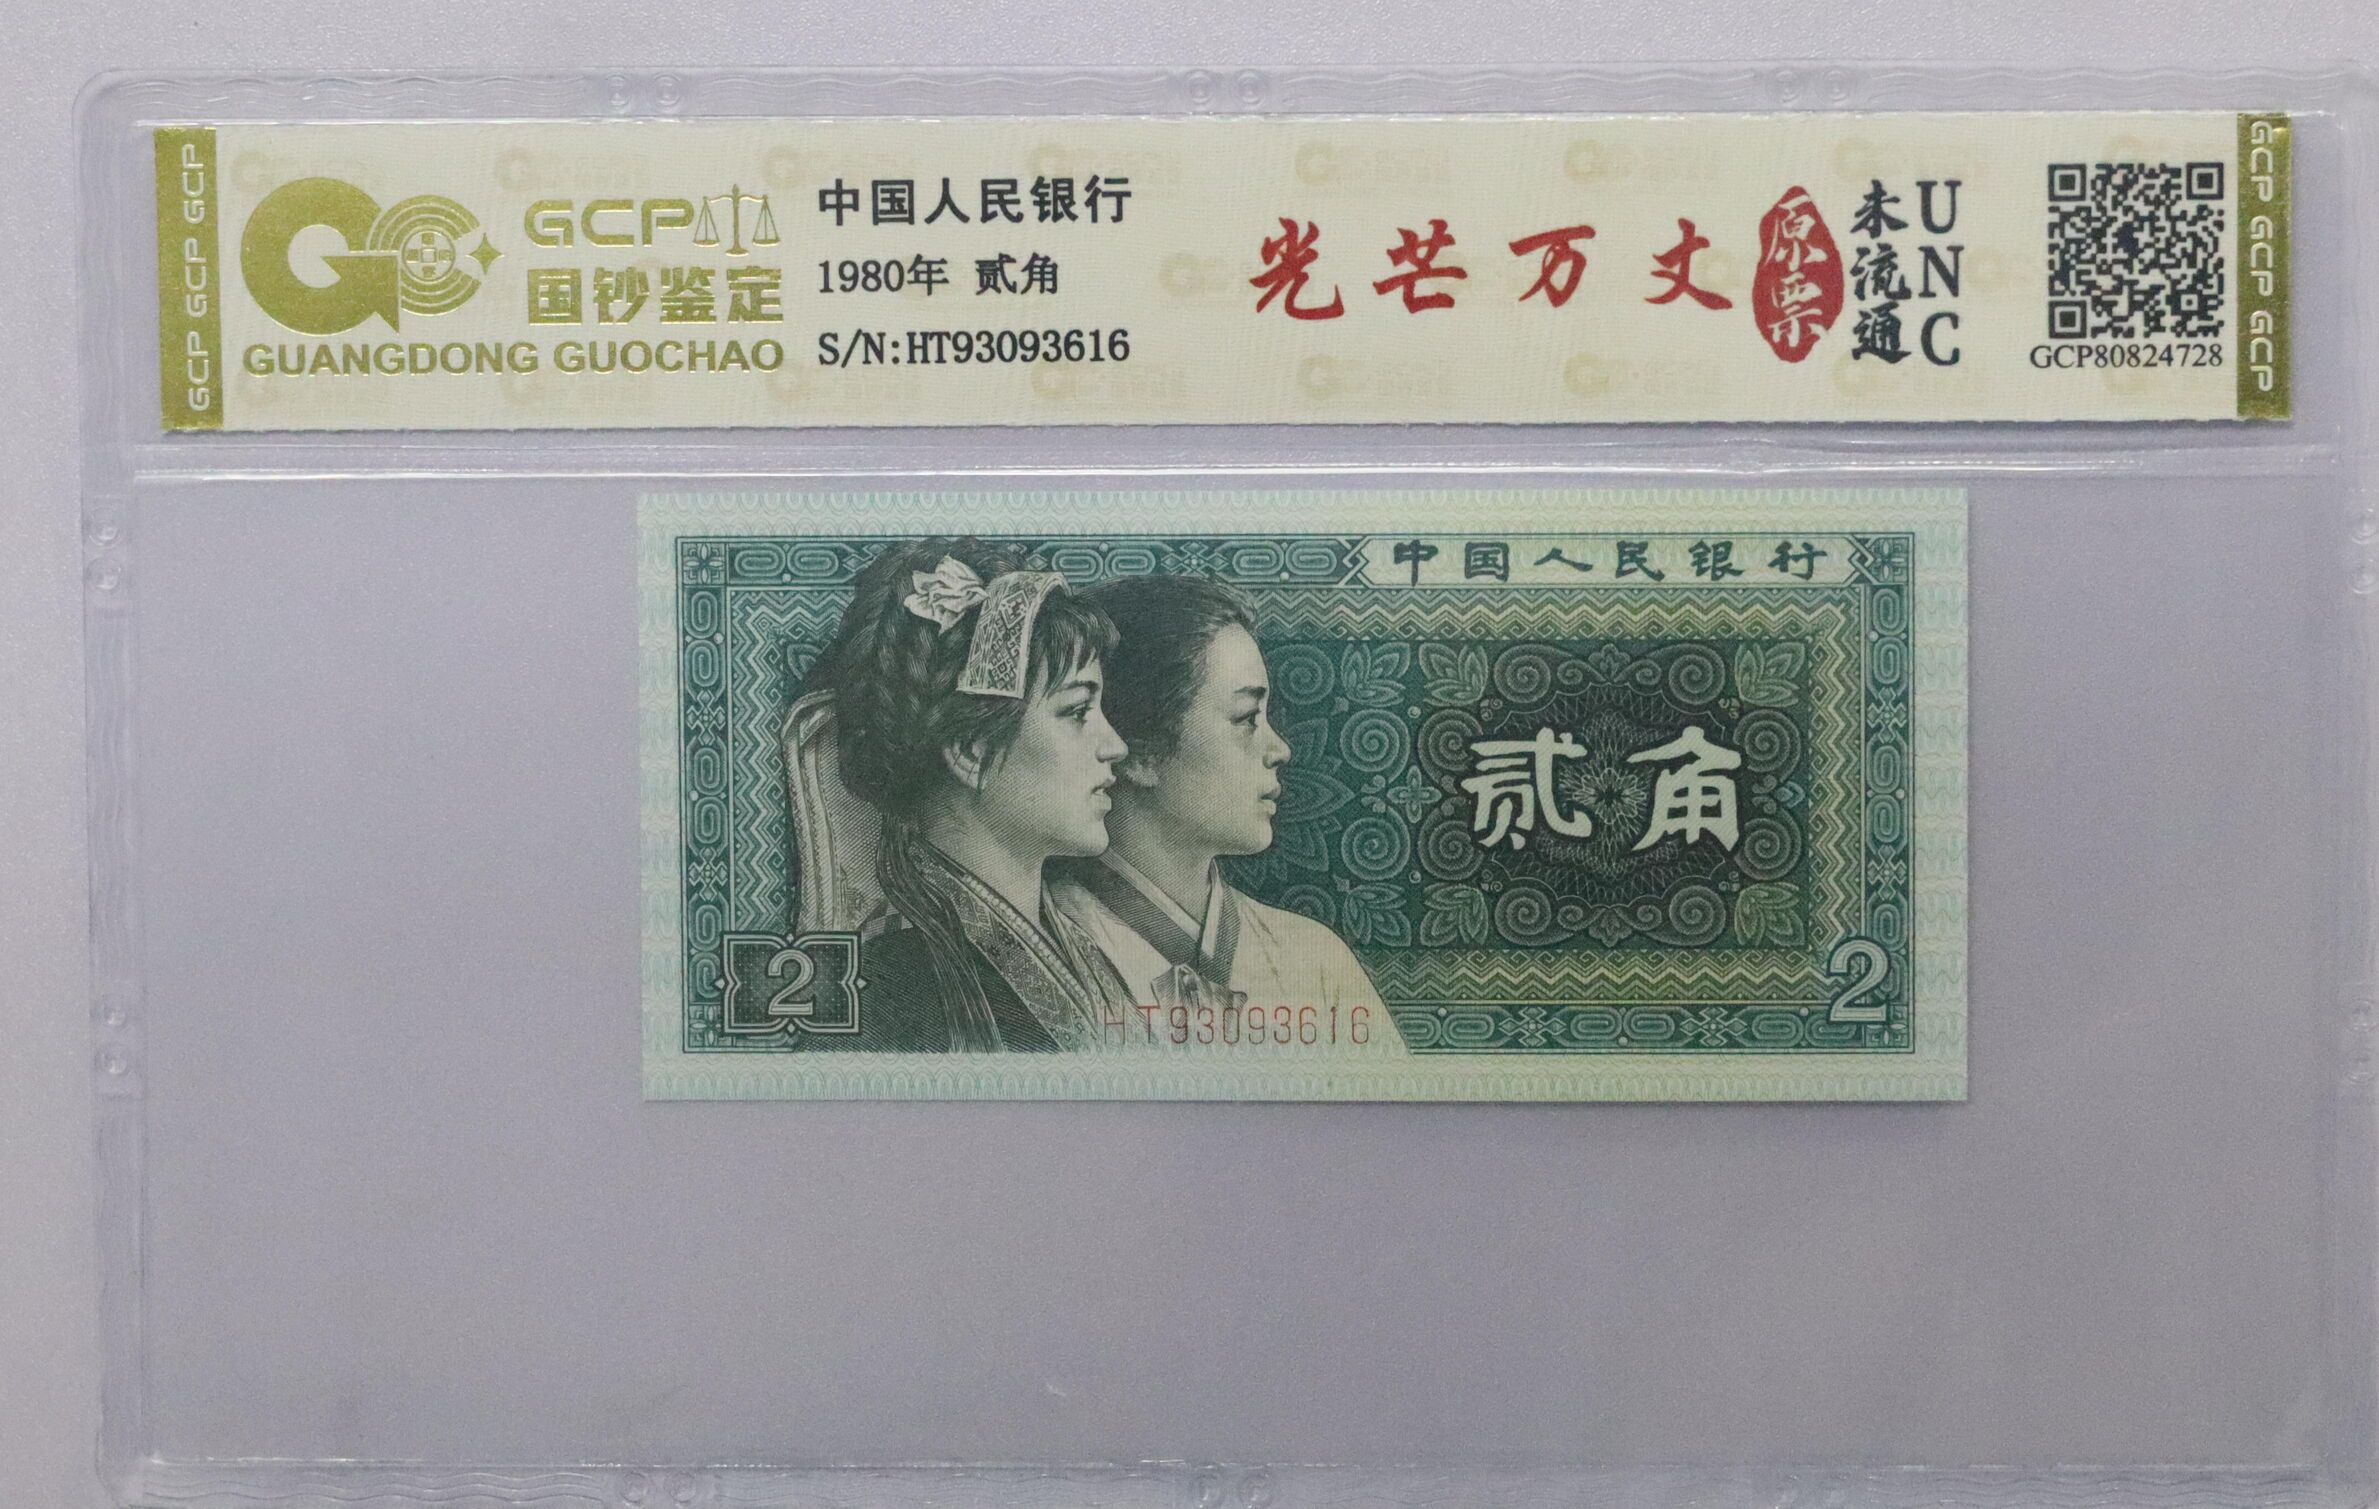 GCP GCP GCP
GCP
国钞鉴定
GUANGDONG GUOCHAO
中国人民银行
1980年 贰角
S/N:HT93093616
光芒万丈
原票
未流通
UNC
GCP80824728
GCP GCP GCP
中国人民银行
贰角
2
2
HT93093616